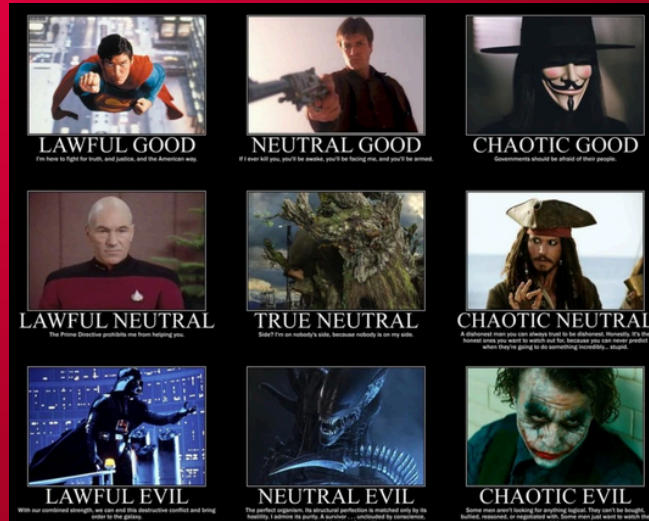 LAWFUL GOOD
I'm here to fight for truth, and justice, and the American way.
NEUTRAL GOOD
If I ever kill you, you'll be awake, you'll be facing me, and you'll be armed.
CHAOTIC GOOD
Governments should be afraid of their people.
LAWFUL NEUTRAL
The Prime Directive prohibits me from helping you.
TRUE NEUTRAL
Side? I'm on nobody's side, because nobody is on my side.
CHAOTIC NEUTRAL
A dishonest man you can always trust to be dishonest. Honestly. It's the
honest ones you want to watch out for, because you can never predict
when they're going to do something incredibly... stupid.
LAWFUL EVIL
With our combined strength, we can end this destructive conflict and bring
order to the galaxy.
NEUTRAL EVIL
The perfect organism. Its structural perfection is matched only by its
hostility. I admire its purity. A survivor . . . unclouded by conscience,
CHAOTIC EVIL
Some men aren't looking for anything logical. They can't be bought,
bullied, reasoned, or negotiated with. Some men just want to watch the